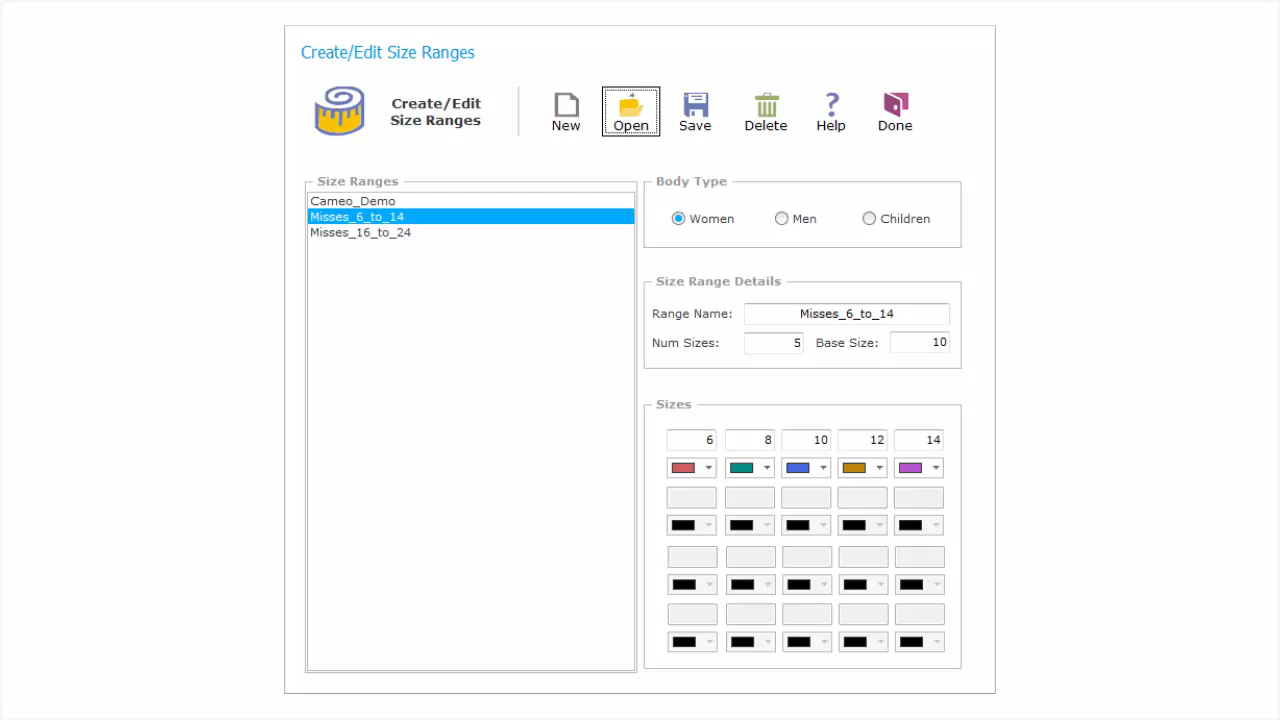 Create/Edit Size Ranges
Create/Edit
Size Ranges
New
Open
Save
Delete
Help
Done
Size Ranges
Cameo_Demo
Misses_6_to_14
Misses_16_to_24
Body Type
Women Men Children
Size Range Details
Range Name: Misses_6_to_14
Num Sizes: 5 Base Size: 10
Sizes
6 8 10 12 14